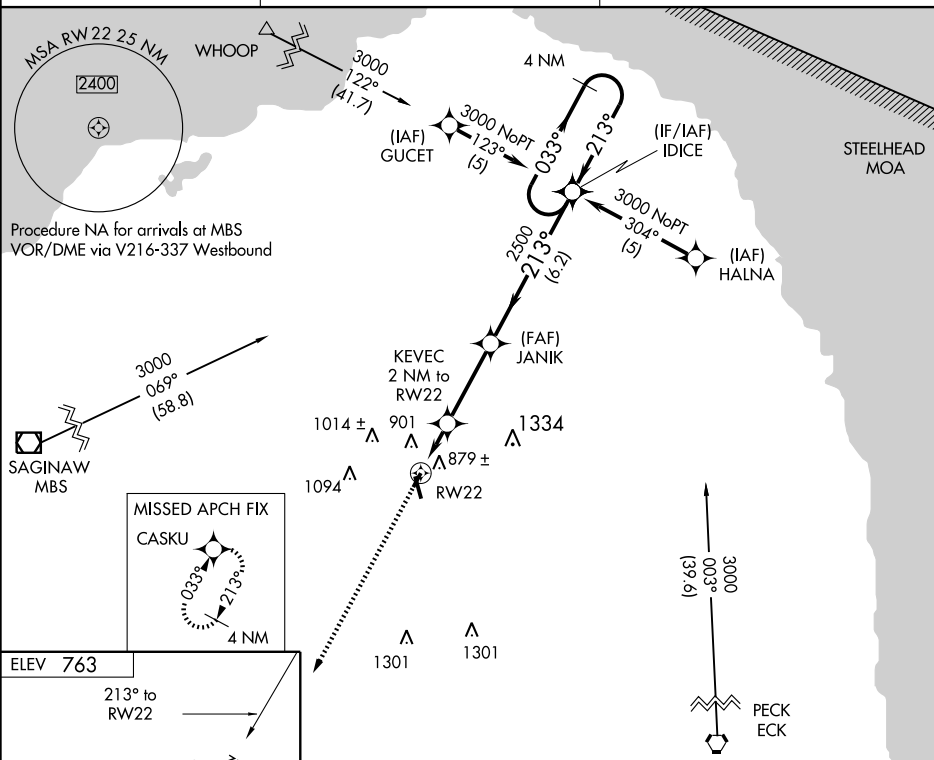 MSA RW 22 25 NM
2400
WHOOP
3000
122°
(41.7)
4 NM
(IAF)
GUCET
3000 NoPT
123°
(5)
033°
213°
(IF/IAF)
IDICE
STEELHEAD
MOA
3000 NoPT
304°
(5)
(IAF)
HALNA
Procedure NA for arrivals at MBS
VOR/DME via V216-337 Westbound
2500
213°
(6.2)
(FAF)
JANIK
KEVEC
2 NM to
RW22
3000
069°
(58.8)
SAGINAW
MBS
1014 ±
901
1334
879 ±
1094
RW22
MISSED APCH FIX
CASKU
033°
213°
4 NM
3000
003°
(39.6)
1301
1301
PECK
ECK
ELEV 763
213° to
RW22